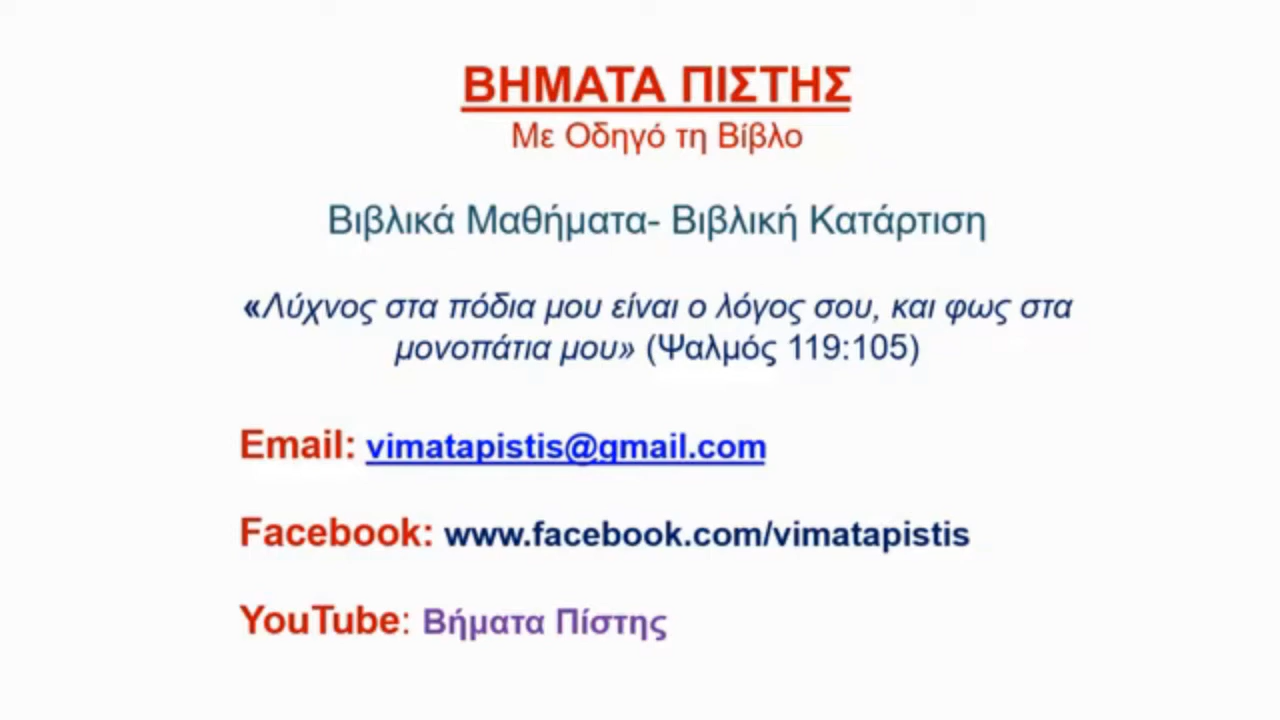 ΒΗΜΑΤΑ ΠΙΣΤΗΣ
Με Οδηγό τη Βίβλο
Βιβλικά Μαθήματα- Βιβλική Κατάρτιση
«Λύχνος στα πόδια μου είναι ο λόγος σου, και φως στα
μονοπάτια μου» (Ψαλμός 119:105)
Email: vimatapistis@gmail.com
Facebook: www.facebook.com/vimatapistis
YouTube: Βήματα Πίστης